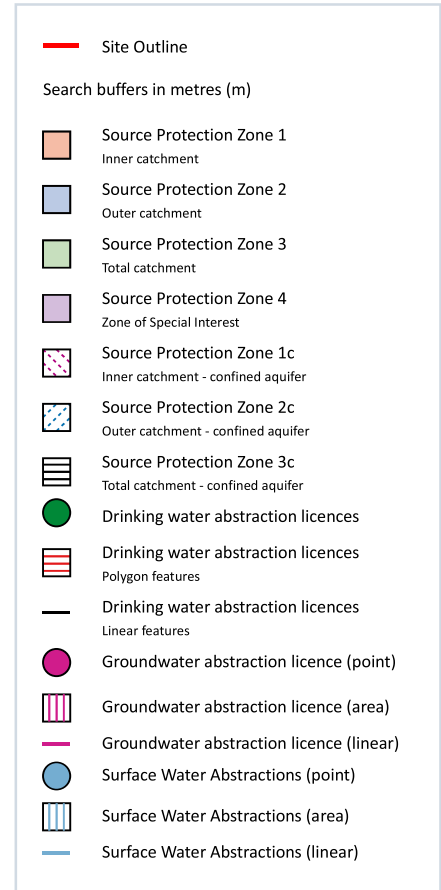 Site Outline
Search buffers in metres (m)
Source Protection Zone 1
Inner catchment
Source Protection Zone 2
Outer catchment
Source Protection Zone 3
Total catchment
Source Protection Zone 4
Zone of Special Interest
Source Protection Zone 1c
Inner catchment - confined aquifer
Source Protection Zone 2c
Outer catchment - confined aquifer
Source Protection Zone 3c
Total catchment - confined aquifer
Drinking water abstraction licences
Drinking water abstraction licences
Polygon features
Drinking water abstraction licences
Linear features
Groundwater abstraction licence (point)
Groundwater abstraction licence (area)
Groundwater abstraction licence (linear)
Surface Water Abstractions (point)
Surface Water Abstractions (area)
Surface Water Abstractions (linear)